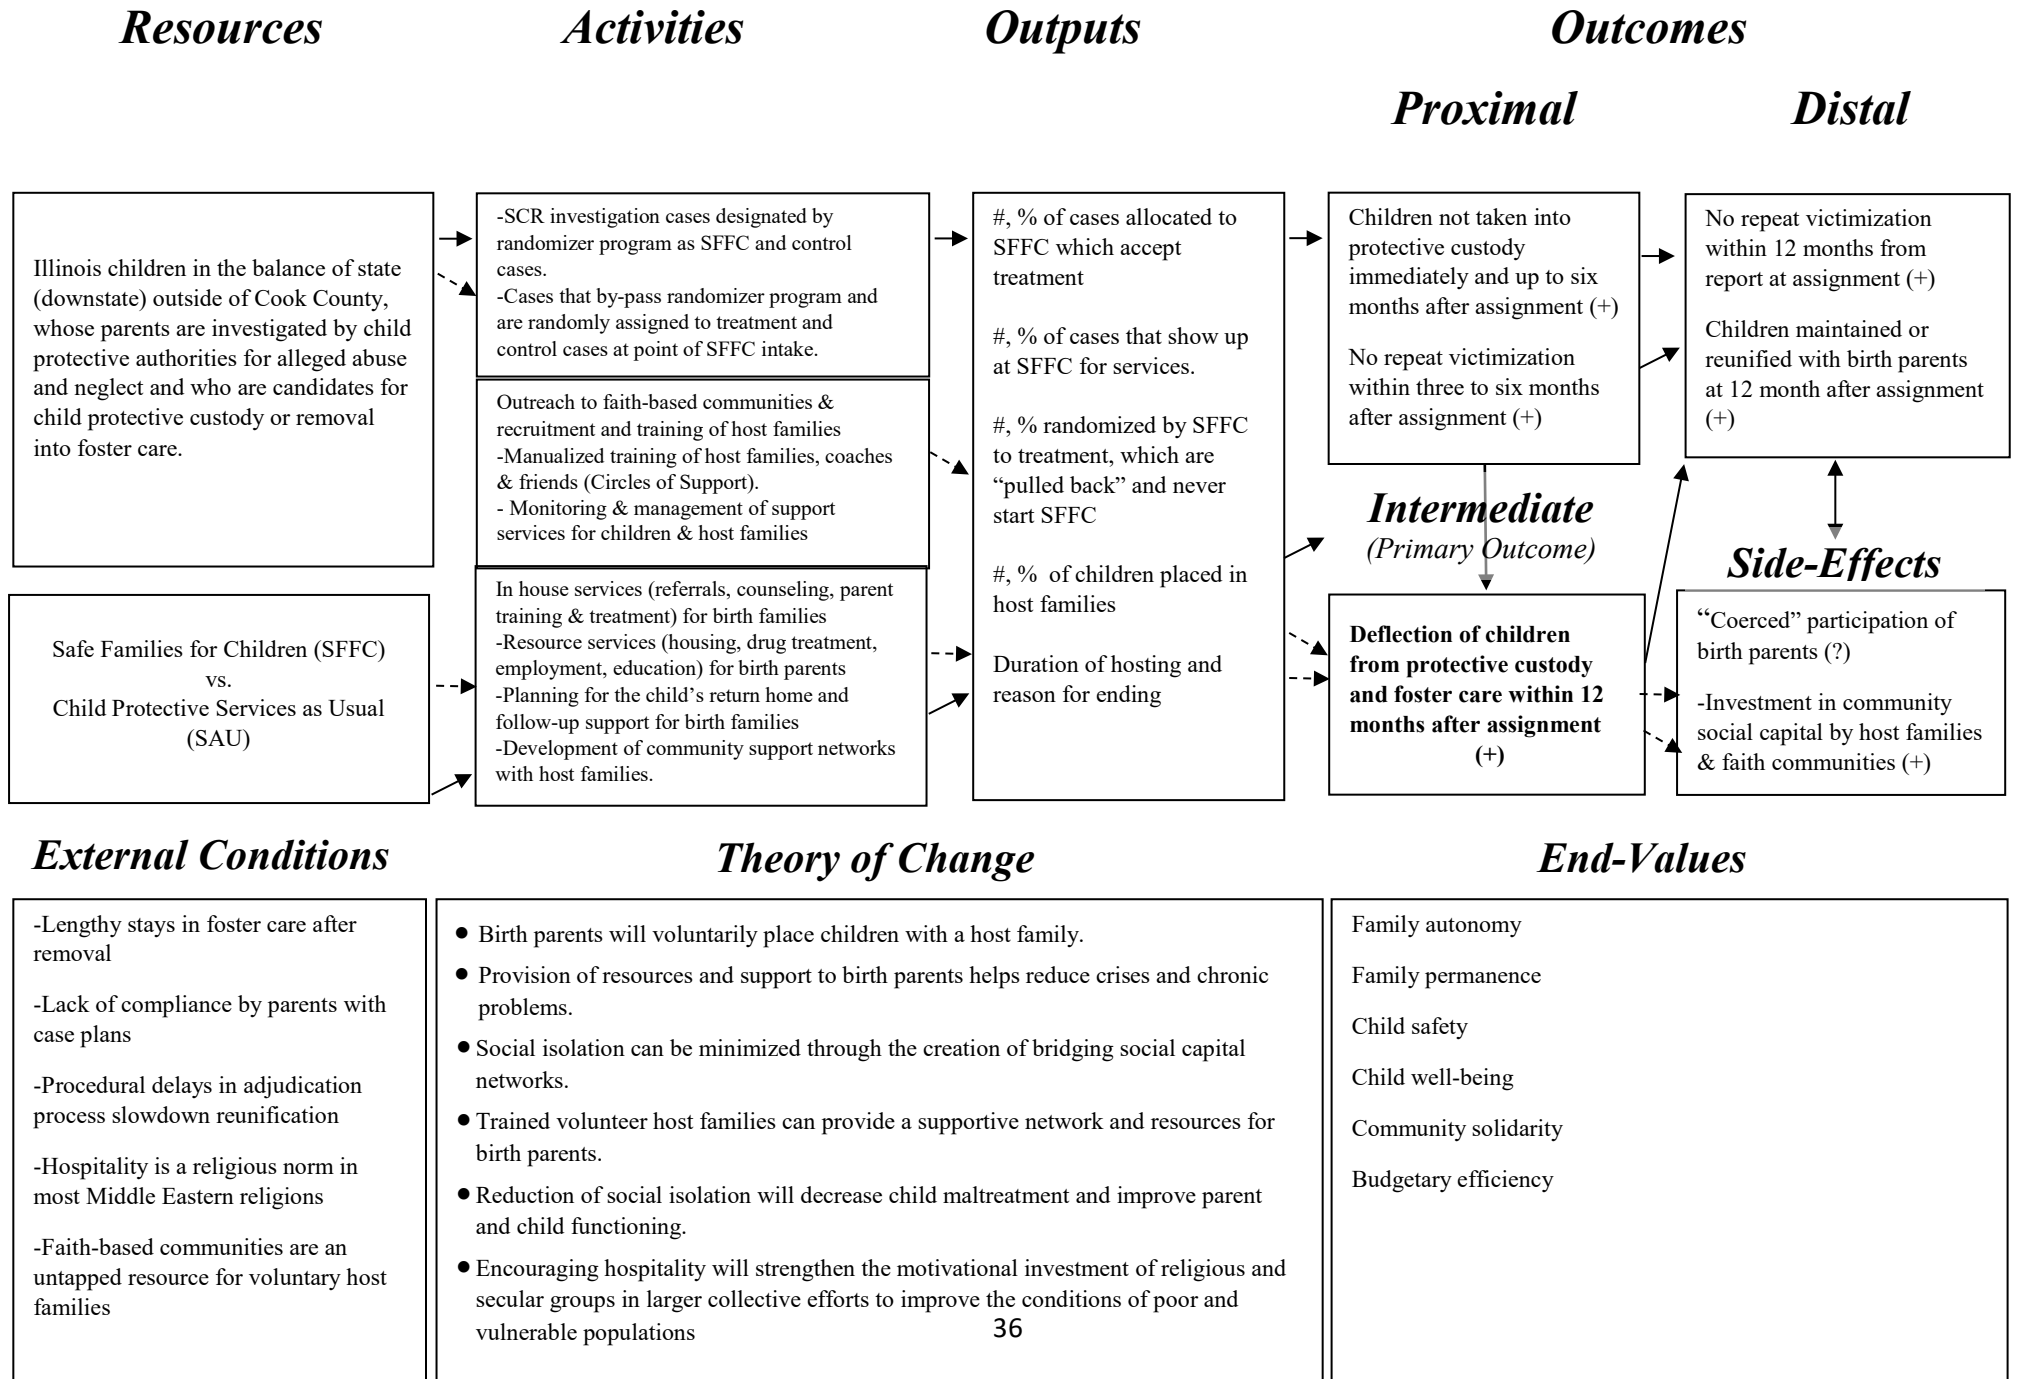 Resources
Activities
Outputs
Outcomes
Proximal
Distal
Illinois children in the balance of state
(downstate) outside of Cook County,
whose parents are investigated by child
protective authorities for alleged abuse
and neglect and who are candidates for
child protective custody or removal
into foster care.
Safe Families for Children (SFFC)
vs.
Child Protective Services as Usual
(SAU)
-SCR investigation cases designated by
randomizer program as SFFC and control
cases.
-Cases that by-pass randomizer program and
are randomly assigned to treatment and
control cases at point of SFFC intake.
Outreach to faith-based communities &
recruitment and training of host families
-Manualized training of host families, coaches
& friends (Circles of Support).
- Monitoring & management of support
services for children & host families
In house services (referrals, counseling, parent
training & treatment) for birth families
-Resource services (housing, drug treatment,
employment, education) for birth parents
-Planning for the child’s return home and
follow-up support for birth families
-Development of community support networks
with host families.
#, % of cases allocated to
SFFC which accept
treatment
#, % of cases that show up
at SFFC for services.
#, % randomized by SFFC
to treatment, which are
“pulled back” and never
start SFFC
#, % of children placed in
host families
Duration of hosting and
reason for ending
Children not taken into
protective custody
immediately and up to six
months after assignment (+)
No repeat victimization
within three to six months
after assignment (+)
Intermediate
(Primary Outcome)
Deflection of children
from protective custody
and foster care within 12
months after assignment
(+)
No repeat victimization
within 12 months from
report at assignment (+)
Children maintained or
reunified with birth parents
at 12 month after assignment
(+)
Side-Effects
“Coerced” participation of
birth parents (?)
-Investment in community
social capital by host families
& faith communities (+)
External Conditions
-Lengthy stays in foster care after
removal
-Lack of compliance by parents with
case plans
-Procedural delays in adjudication
process slowdown reunification
-Hospitality is a religious norm in
most Middle Eastern religions
-Faith-based communities are an
untapped resource for voluntary host
families
Theory of Change
• Birth parents will voluntarily place children with a host family.
• Provision of resources and support to birth parents helps reduce crises and chronic
problems.
• Social isolation can be minimized through the creation of bridging social capital
networks.
• Trained volunteer host families can provide a supportive network and resources for
birth parents.
• Reduction of social isolation will decrease child maltreatment and improve parent
and child functioning.
• Encouraging hospitality will strengthen the motivational investment of religious and
secular groups in larger collective efforts to improve the conditions of poor and
vulnerable populations
36
End-Values
Family autonomy
Family permanence
Child safety
Child well-being
Community solidarity
Budgetary efficiency